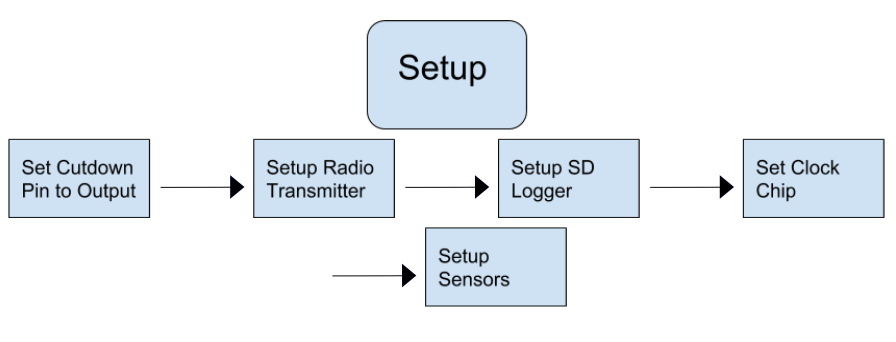 Setup
Set Cutdown
Pin to Output
Setup Radio
Transmitter
Setup SD
Logger
Set Clock
Chip
Setup
Sensors